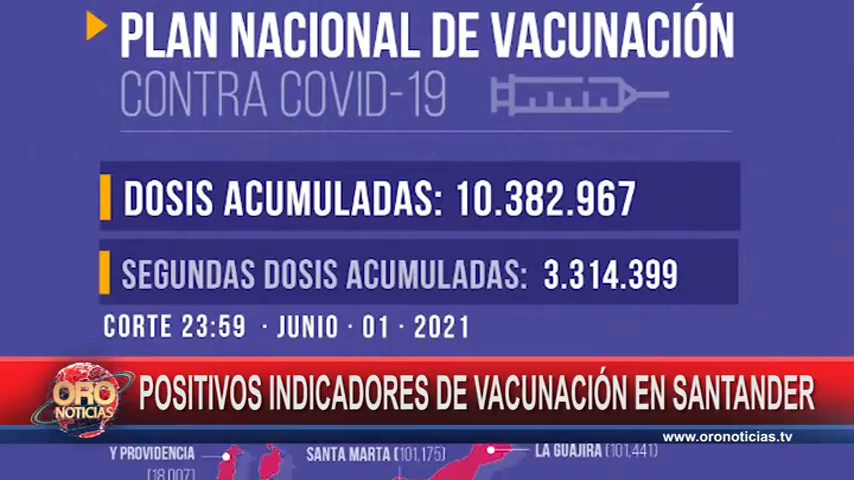 PLAN NACIONAL DE VACUNACIÓN
CONTRA COVID-19
DOSIS ACUMULADAS: 10.382.967
SEGUNDAS DOSIS ACUMULADAS: 3.314.399
CORTE 23:59 · JUNIO · 01 · 2021
ORO NOTICIAS
POSITIVOS INDICADORES DE VACUNACIÓN EN SANTANDER
www.oronoticias.tv
Y PROVIDENCIA
(18.007)
SANTA MARTA (101.175)
LA GUAJIRA (101.441)